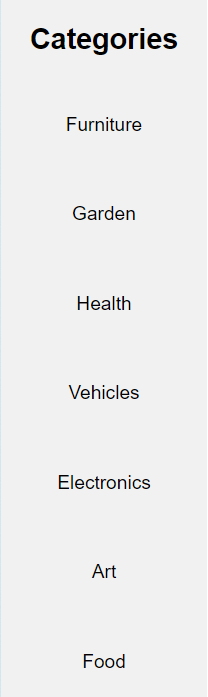 Categories
Furniture
Garden
Health
Vehicles
Electronics
Art
Food